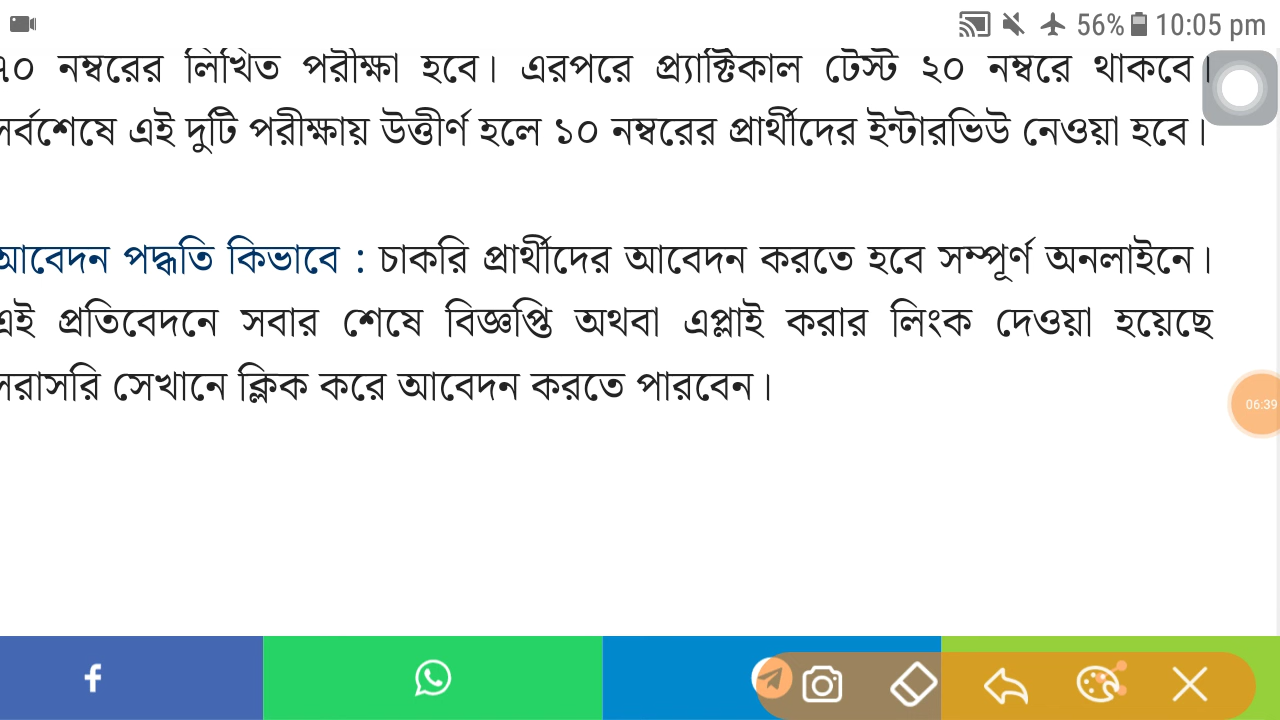 56% 10:05 pm
৭০ নম্বরের লিখিত পরীক্ষা হবে। এরপরে প্র্যাক্টিকাল টেস্ট ২০ নম্বরে থাকবে।
সর্বশেষে এই দুটি পরীক্ষায় উত্তীর্ণ হলে ১০ নম্বরের প্রার্থীদের ইন্টারভিউ নেওয়া হবে।
আবেদন পদ্ধতি কিভাবে : চাকরি প্রার্থীদের আবেদন করতে হবে সম্পূর্ণ অনলাইনে।
এই প্রতিবেদনে সবার শেষে বিজ্ঞপ্তি অথবা এপ্লাই করার লিংক দেওয়া হয়েছে
সরাসরি সেখানে ক্লিক করে আবেদন করতে পারবেন।
06:39